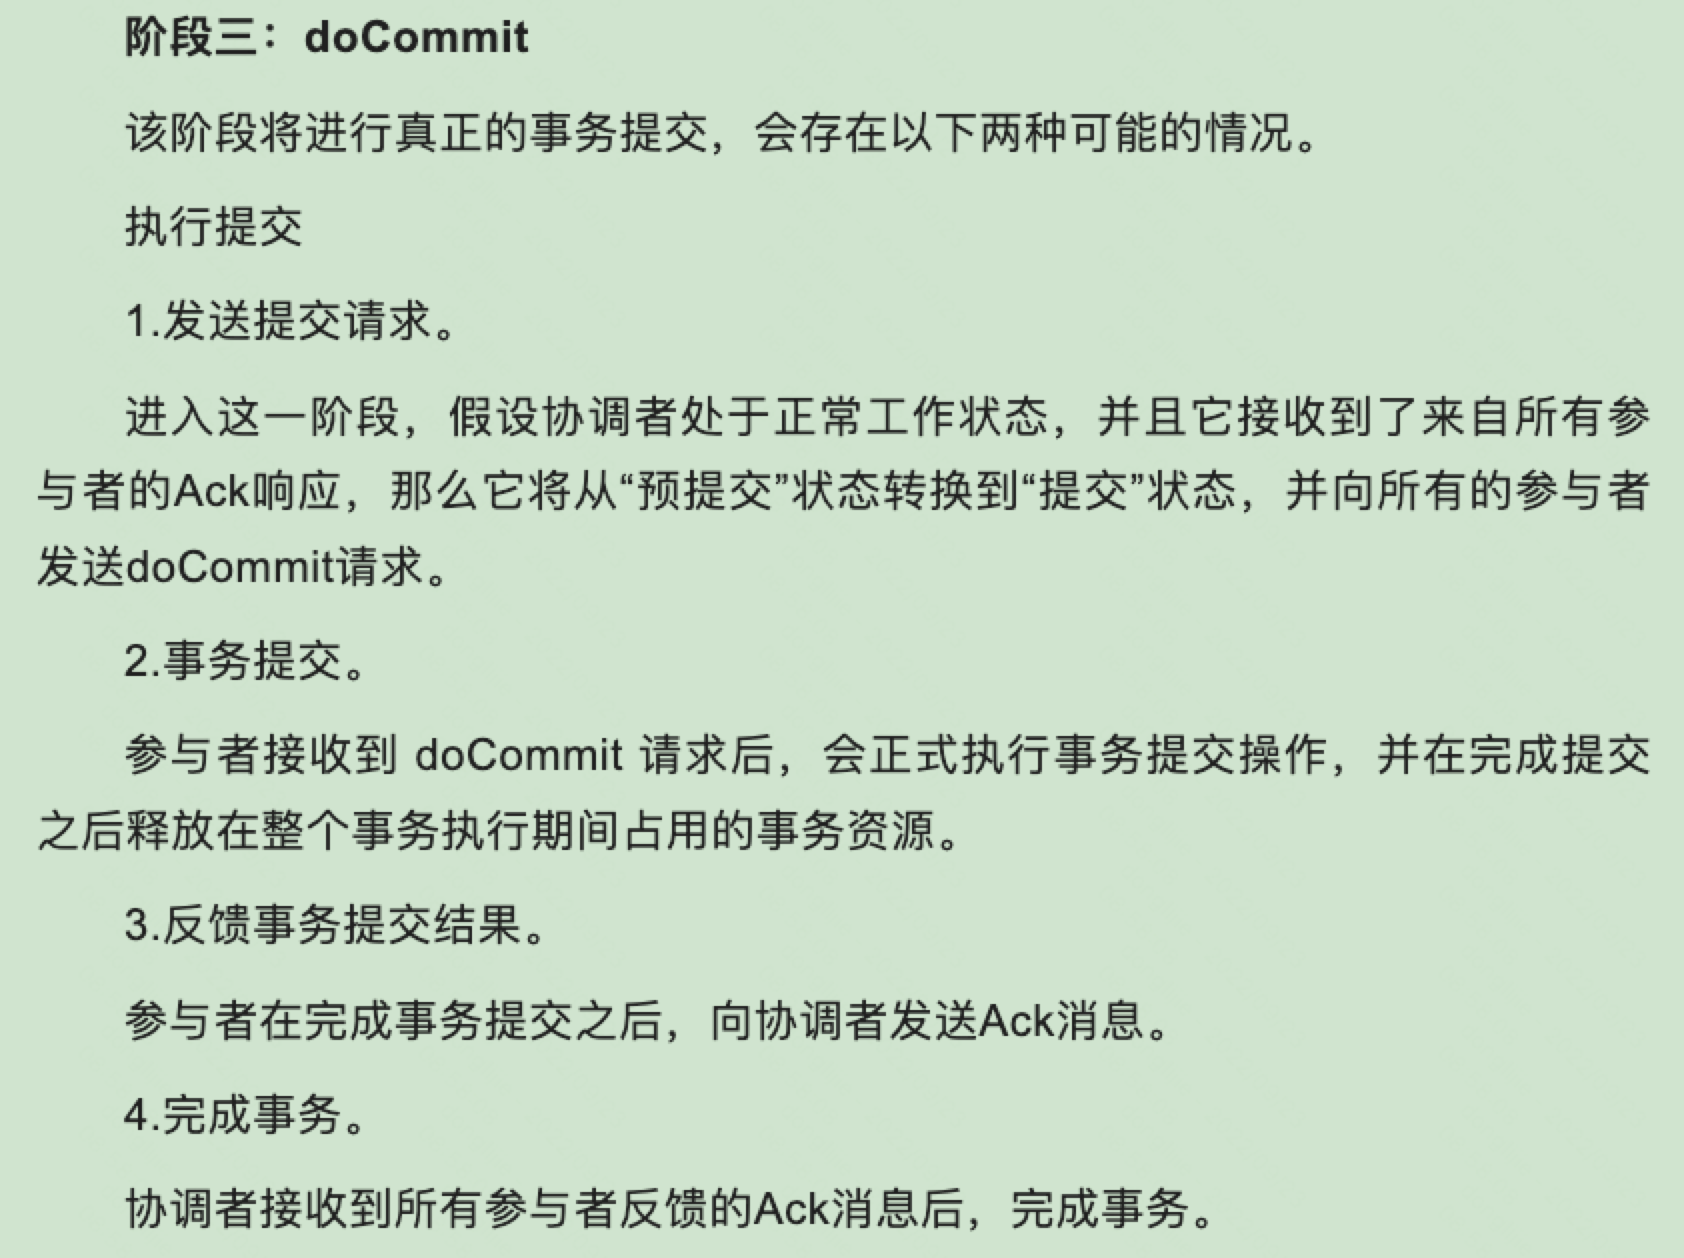 阶段三：doCommit
该阶段将进行真正的事务提交，会存在以下两种可能的情况。
执行提交
1.发送提交请求。
进入这一阶段，假设协调者处于正常工作状态，并且它接收到了来自所有参
与者的Ack响应，那么它将从“预提交”状态转换到“提交”状态，并向所有的参与者
发送doCommit请求。
2.事务提交。
参与者接收到 doCommit 请求后，会正式执行事务提交操作，并在完成提交
之后释放在整个事务执行期间占用的事务资源。
3.反馈事务提交结果。
参与者在完成事务提交之后，向协调者发送Ack消息。
4.完成事务。
协调者接收到所有参与者反馈的Ack消息后，完成事务。